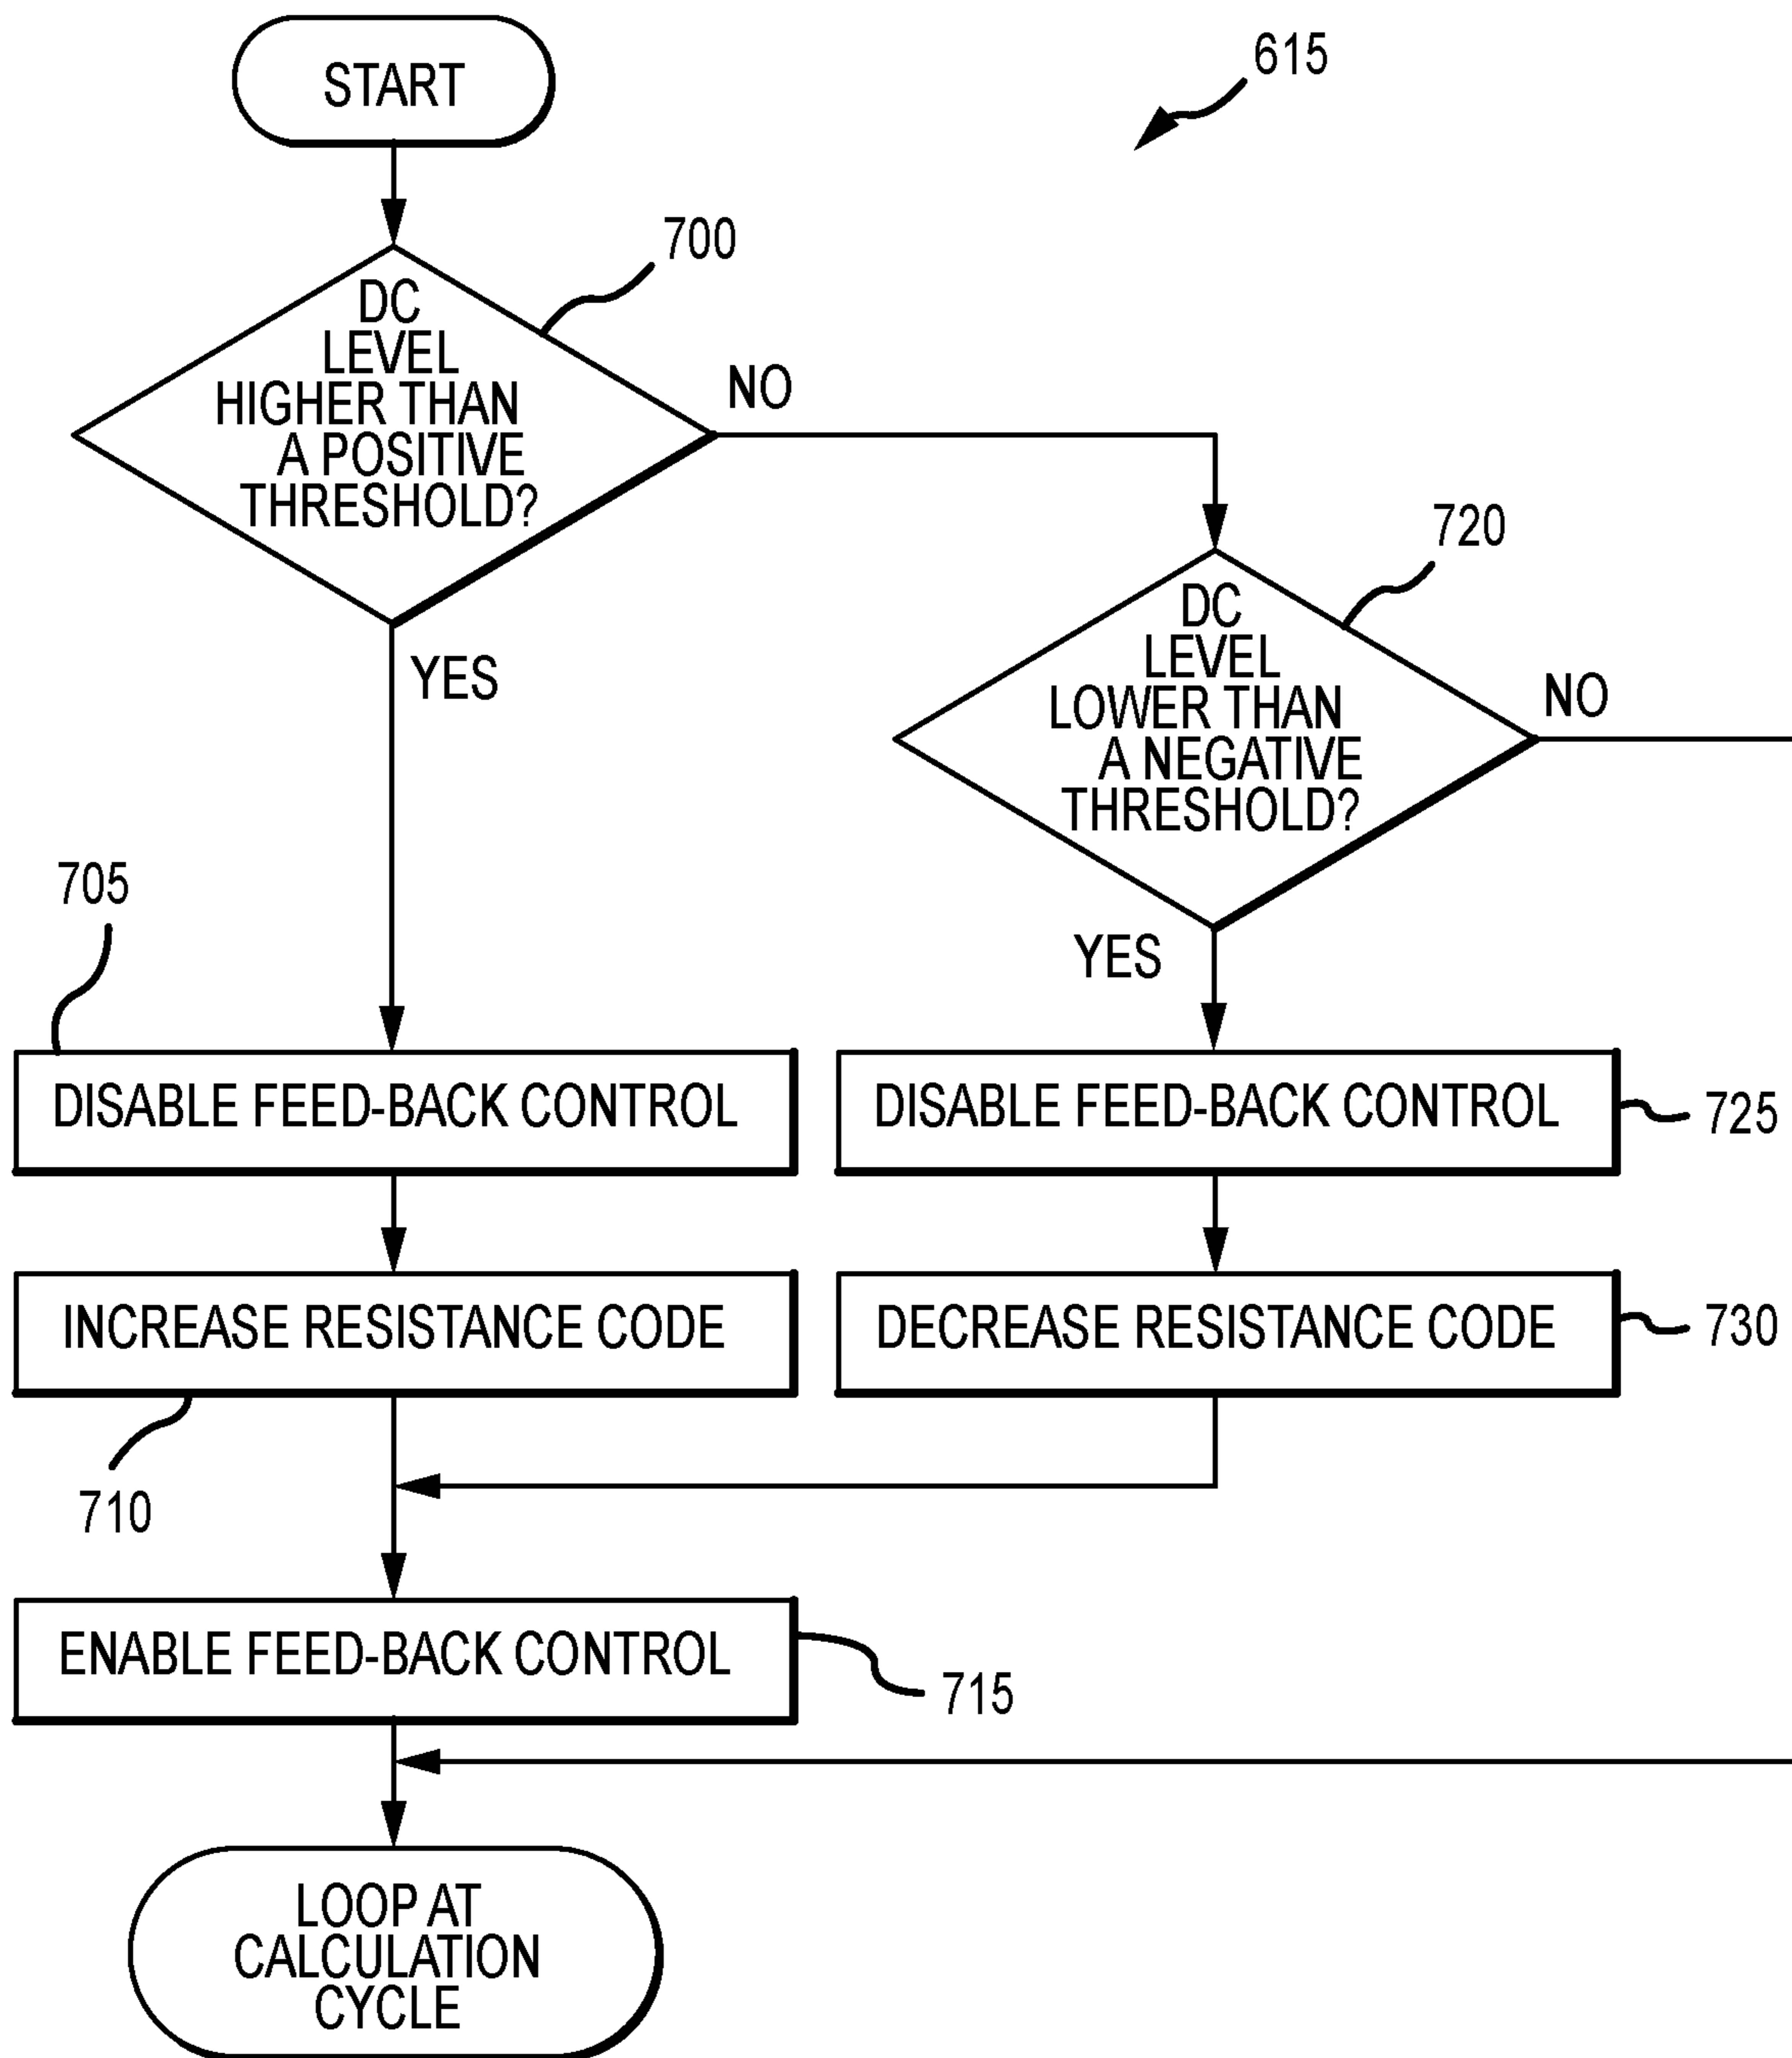 START
615
700
DC
LEVEL
HIGHER THAN
A POSITIVE
THRESHOLD?
NO
YES
720
DC
LEVEL
LOWER THAN
A NEGATIVE
THRESHOLD?
NO
YES
705
DISABLE FEED-BACK CONTROL
DISABLE FEED-BACK CONTROL
725
INCREASE RESISTANCE CODE
DECREASE RESISTANCE CODE
730
710
ENABLE FEED-BACK CONTROL
715
LOOP AT
CALCULATION
CYCLE